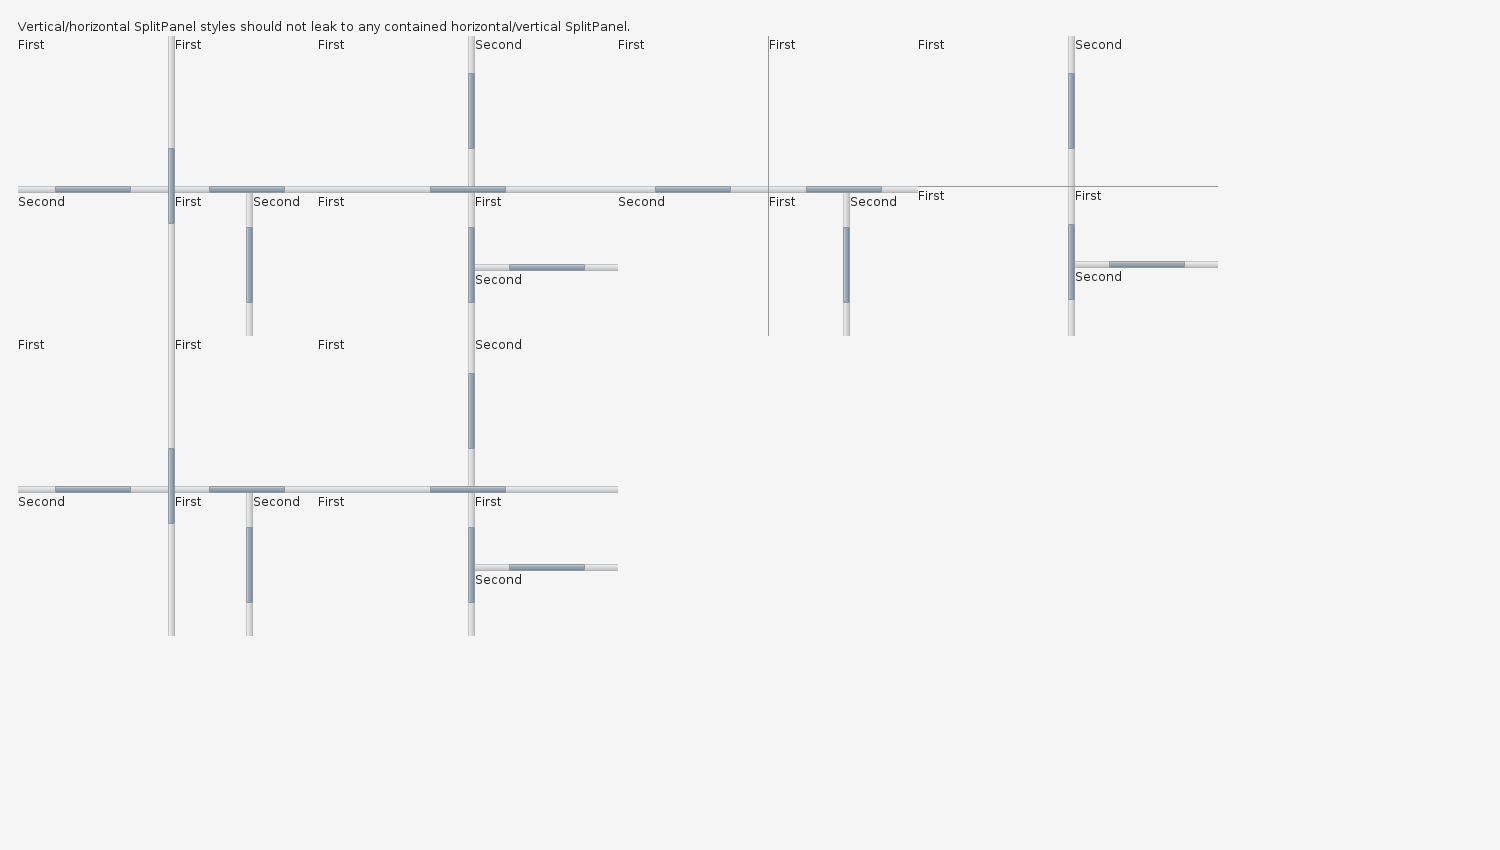 Vertical/horizontal SplitPanel styles should not leak to any contained horizontal/vertical SplitPanel.
First First First Second First First First Second
Second First Second First First Second First Second First First
Second Second
First First First Second
Second First Second First First
Second